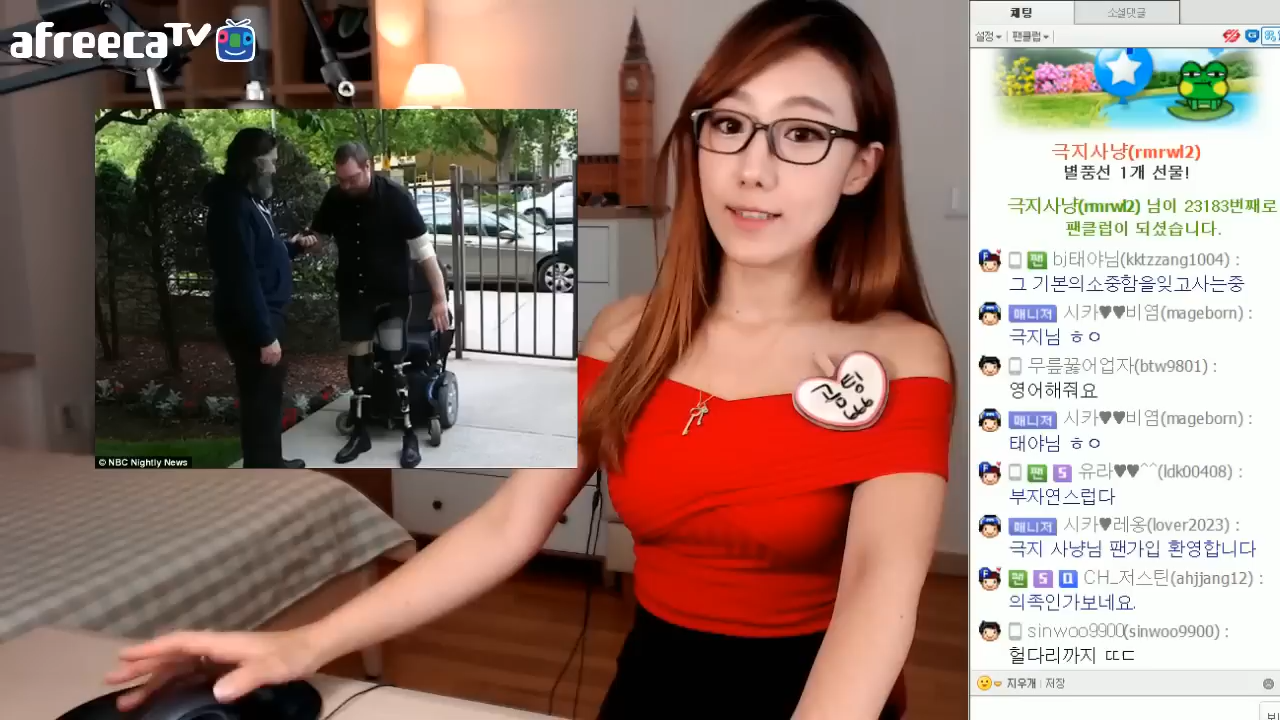 afreecaTV
© NBC Nightly News
채팅
소셜댓글
설정
팬클럽
극지사냥(rmrwl2)
별풍선 1개 선물!
극지사냥(rmrwl2) 님이 23183번째로
팬클럽이 되셨습니다.
팬 bj태야님(kktzzang1004) :
그 기본의소중함을잊고사는중
매니저 시카♥♥비염(mageborn) :
극지님 ㅎㅇ
무릎꿇어업자(btw9801) :
영어해줘요
매니저 시카♥♥비염(mageborn) :
태야님 ㅎㅇ
팬 S 유라♥♥^^(ldk00408) :
부자연스럽다
매니저 시카♥레옹(lover2023) :
극지 사냥님 팬가입 환영합니다
팬 S n CH_저스틴(ahjjang12) :
의족인가보네요.
sinwoo9900(sinwoo9900) :
헐다리까지 ㄸㄷ
지우개 저장